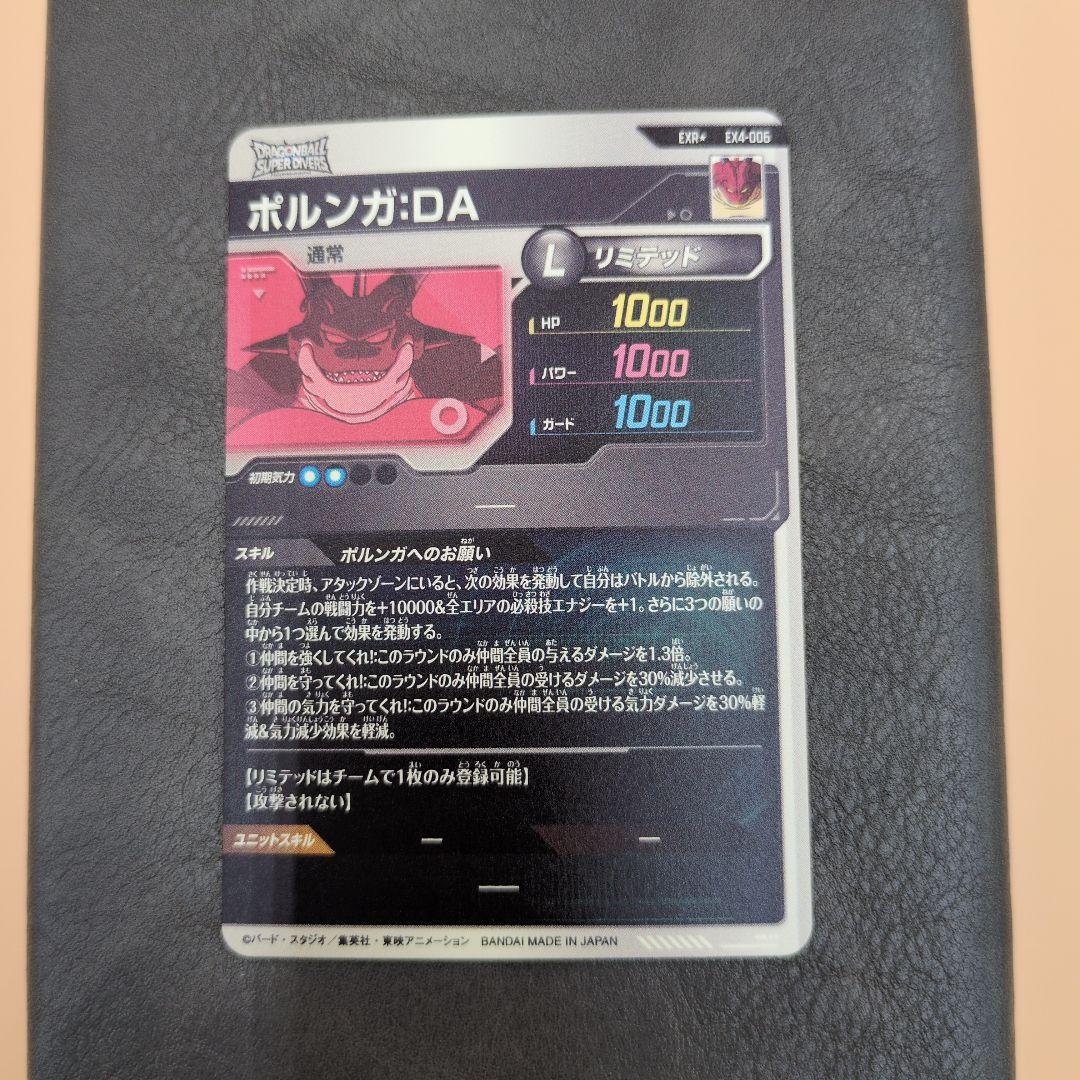 EXR★ EX4-006
DRAGONBALL
SUPER DIVERS
ポルンガ:DA
通常
L リミテッド
HP 1000
パワー 1000
ガード 1000
初期気力
スキル ポルンガへのお願い
作戦決定時、アタックゾーンにいると、次の効果を発動して自分はバトルから除外される。
自分チームの戦闘力を+10000&全エリアの必殺技エナジーを+1。さらに3つの願いの
中から1つ選んで効果を発動する。
①仲間を強くしてくれ!:このラウンドのみ仲間全員の与えるダメージを1.3倍。
②仲間を守ってくれ!:このラウンドのみ仲間全員の受けるダメージを30%減少させる。
③仲間の気力を守ってくれ!:このラウンドのみ仲間全員の受ける気力ダメージを30%軽
減&気力減少効果を軽減。
【リミテッドはチームで1枚のみ登録可能】
【攻撃されない】
ユニットスキル ー ー
ー
©バード・スタジオ/集英社・東映アニメーション BANDAI MADE IN JAPAN